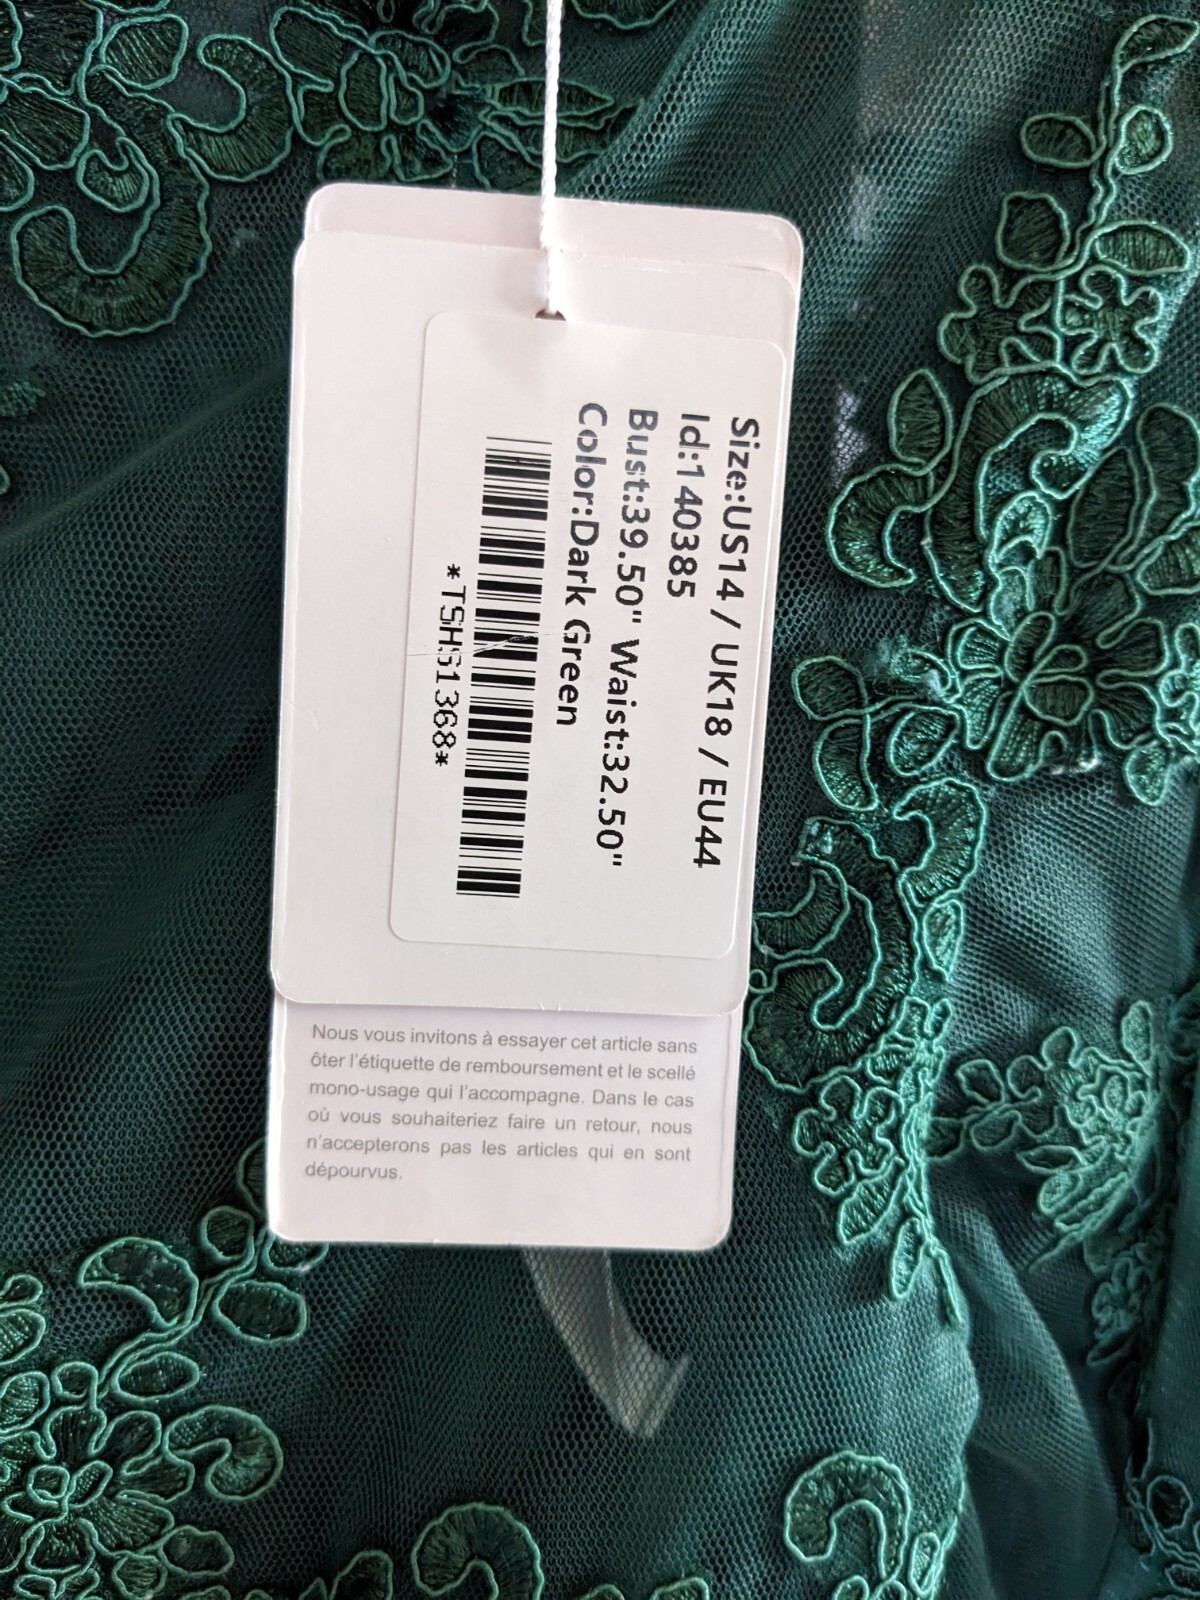 Size:US14 / UK18 / EU44
Id:140385
Bust:39.50" Waist:32.50"
Color:Dark Green
*TSHS1368*
Nous vous invitons à essayer cet article sans
ôter l'étiquette de remboursement et le scellé
mono-usage qui l'accompagne. Dans le cas
où vous souhaiteriez faire un retour, nous
n'accepterons pas les articles qui en sont
dépourvus.